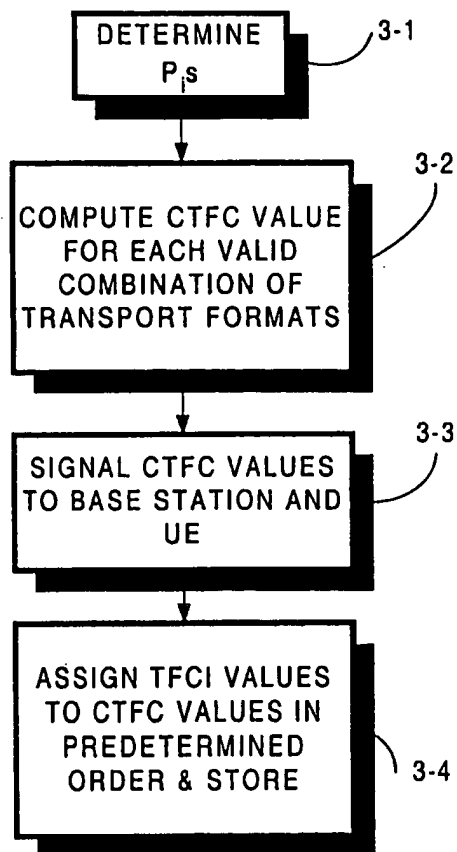 DETERMINE
Pis
3-1
3-2
COMPUTE CTFC VALUE
FOR EACH VALID
COMBINATION OF
TRANSPORT FORMATS
3-3
SIGNAL CTFC VALUES
TO BASE STATION AND
UE
ASSIGN TFCI VALUES
TO CTFC VALUES IN
PREDETERMINED
ORDER & STORE
3-4